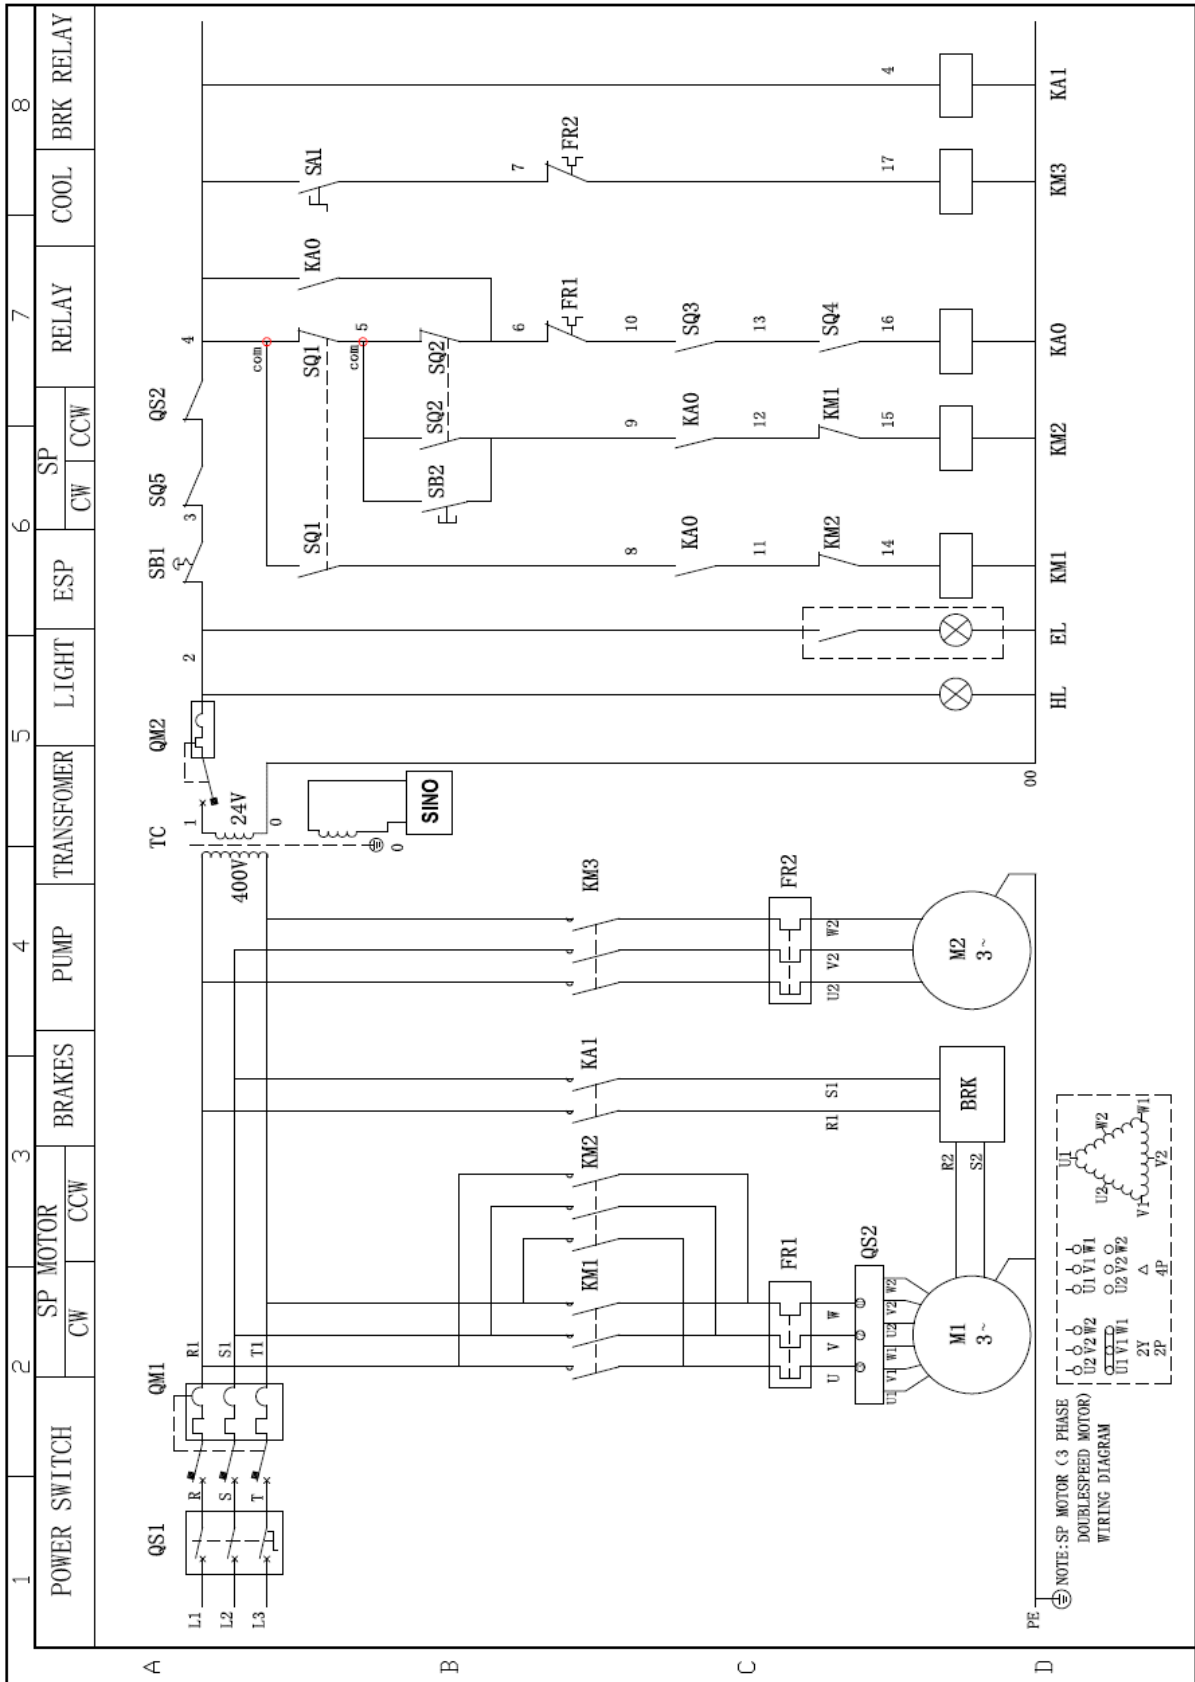 1 2 3 4 5 6 7 8
POWER SWITCH
SP MOTOR
CW
CCW
BRAKES
PUMP
TRANSFOMER
LIGHT
ESP
SP
CW
CCW
RELAY
COOL
BRK RELAY
A
B
C
D
QS1
QM1
TC
QM2
SB1
SQ5
QS2
L1
L2
L3
R
S
T
R1
S1
T1
400V
24V
1
0
0
SINO
2
3
4
com
com
5
SQ1
SQ1
SB2
SQ2
SQ2
KA0
SA1
KM1
KM2
KA1
KM3
6
7
FR1
FR2
8
9
10
KA0
KA0
SQ3
11
12
13
KM2
KM1
SQ4
14
15
16
17
4
FR1
FR2
U V W
QS2
U1 V1 W1 U2 V2 W2
R1 S1
U2 V2 W2
M1
3~
R2
S2
BRK
M2
3~
00
HL
EL
KM1
KM2
KA0
KM3
KA1
PE
NOTE:SP MOTOR (3 PHASE
DOUBLESPEED MOTOR)
WIRING DIAGRAM
U2 V2 W2
U1 V1 W1
2Y
2P
U1 V1 W1
U2 V2 W2
△
4P
U1
U2
W2
V1
V2
W1